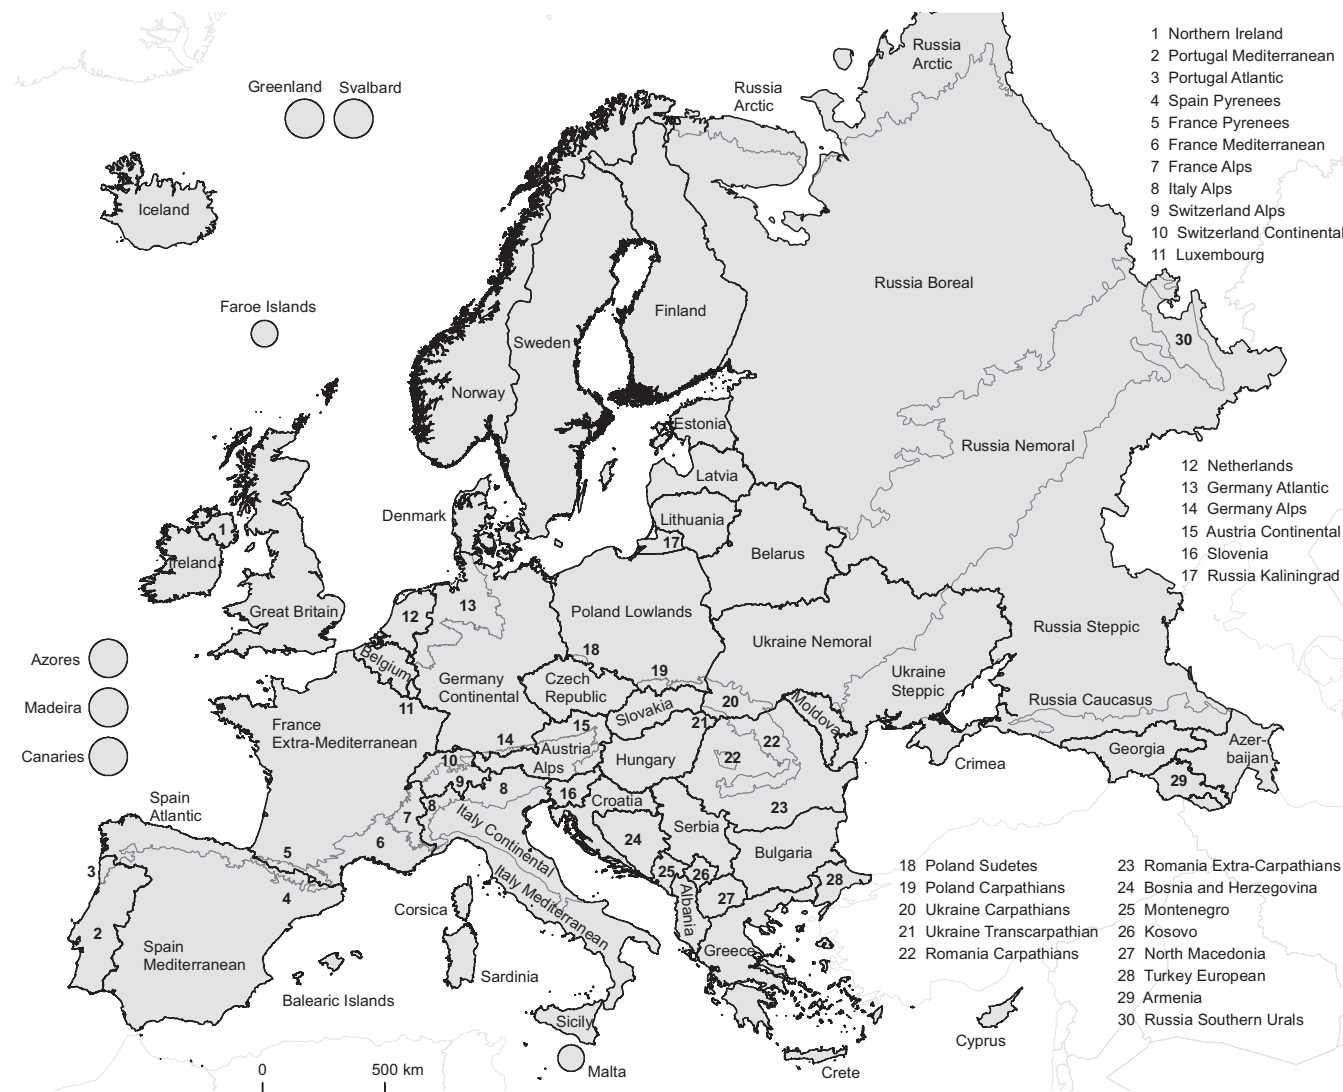 Russia
Arctic
1 Northern Ireland
2 Portugal Mediterranean
3 Portugal Atlantic
4 Spain Pyrenees
5 France Pyrenees
6 France Mediterranean
7 France Alps
8 Italy Alps
9 Switzerland Alps
10 Switzerland Continental
11 Luxembourg
Greenland
Svalbard
Russia
Arctic
Iceland
Russia Boreal
Faroe Islands
Finland
Sweden
30
Norway
Estonia
Russia Nemoral
Latvia
12 Netherlands
13 Germany Atlantic
14 Germany Alps
15 Austria Continental
16 Slovenia
17 Russia Kaliningrad
Denmark
Lithuania
1
17
Belarus
Ireland
Great Britain
13
12
Poland Lowlands
Russia Steppic
Ukraine Nemoral
18
Azores
Belgium
19
Germany
Continental
Czech
Republic
Ukraine
Steppic
20
Russia Caucasus
Madeira
11
Slovakia
Moldova
21
15
France
Extra-Mediterranean
14
22
Austria
Alps
Georgia
Azer-
baijan
Canaries
10
Hungary
22
Crimea
9
8
29
16
Croatia
8
Spain
Atlantic
23
7
Italy Continental
Serbia
6
24
5
Bulgaria
3
25
26
28
18 Poland Sudetes
19 Poland Carpathians
20 Ukraine Carpathians
21 Ukraine Transcarpathian
22 Romania Carpathians
23 Romania Extra-Carpathians
24 Bosnia and Herzegovina
25 Montenegro
26 Kosovo
27 North Macedonia
28 Turkey European
29 Armenia
30 Russia Southern Urals
4
Italy Mediterranean
Albania
27
Corsica
2
Spain
Mediterranean
Greece
Sardinia
Balearic Islands
Sicily
Cyprus
Malta
Crete
0 500 km